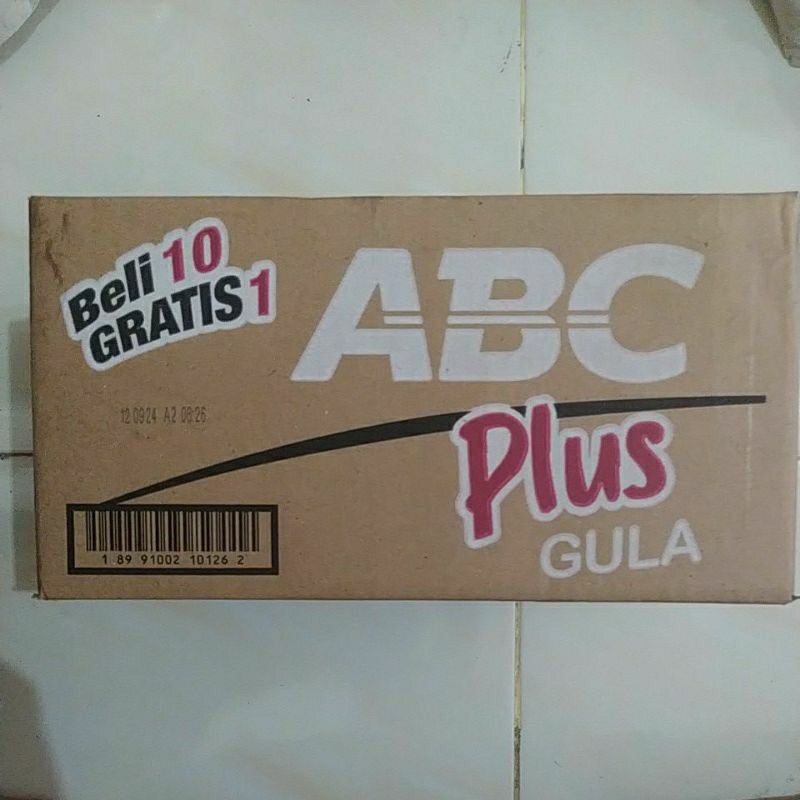 Beli 10
GRATIS 1
ABC
Plus
GULA
12 09 24 A2 08:26
1 89 91002 10126 2